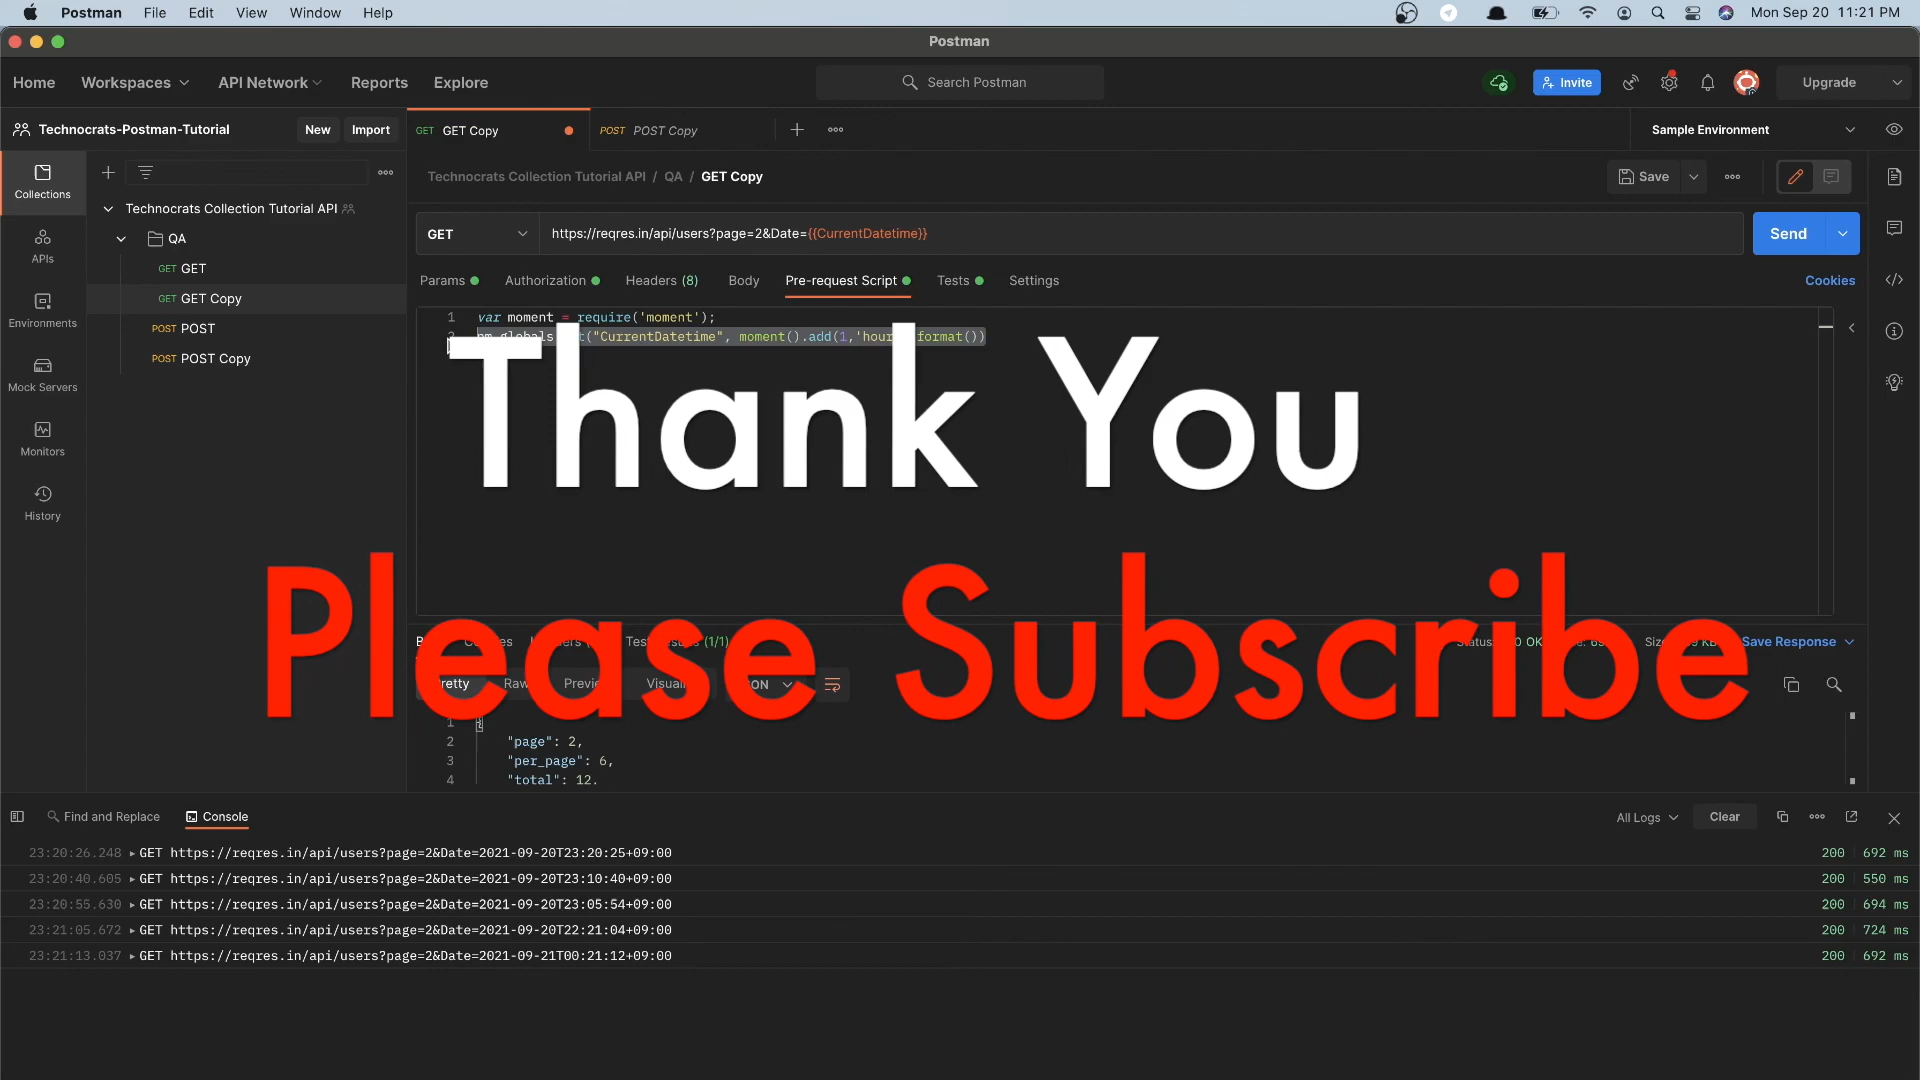 Postman File Edit View Window Help Mon Sep 20 11:21 PM
Postman
Home Workspaces API Network Reports Explore Search Postman Invite Upgrade
Technocrats-Postman-Tutorial New Import GET GET Copy POST POST Copy Sample Environment
Collections
APIs
Environments
Mock Servers
Monitors
History
Technocrats Collection Tutorial API
QA
GET GET
GET GET Copy
POST POST
POST POST Copy
Technocrats Collection Tutorial API / QA / GET Copy Save
GET https://reqres.in/api/users?page=2&Date={{CurrentDatetime}} Send
Params Authorization Headers (8) Body Pre-request Script Tests Settings Cookies
1 var moment = require('moment');
("CurrentDatetime", moment().add(1,'hour format())
Thank You
Please Subscribe
(1/1) OK Save Response
1 {
2 "page": 2,
3 "per_page": 6,
4 "total": 12.
Find and Replace Console All Logs Clear
23:20:26.248 GET https://reqres.in/api/users?page=2&Date=2021-09-20T23:20:25+09:00 200 692 ms
23:20:40.605 GET https://reqres.in/api/users?page=2&Date=2021-09-20T23:10:40+09:00 200 550 ms
23:20:55.630 GET https://reqres.in/api/users?page=2&Date=2021-09-20T23:05:54+09:00 200 694 ms
23:21:05.672 GET https://reqres.in/api/users?page=2&Date=2021-09-20T22:21:04+09:00 200 724 ms
23:21:13.037 GET https://reqres.in/api/users?page=2&Date=2021-09-21T00:21:12+09:00 200 692 ms